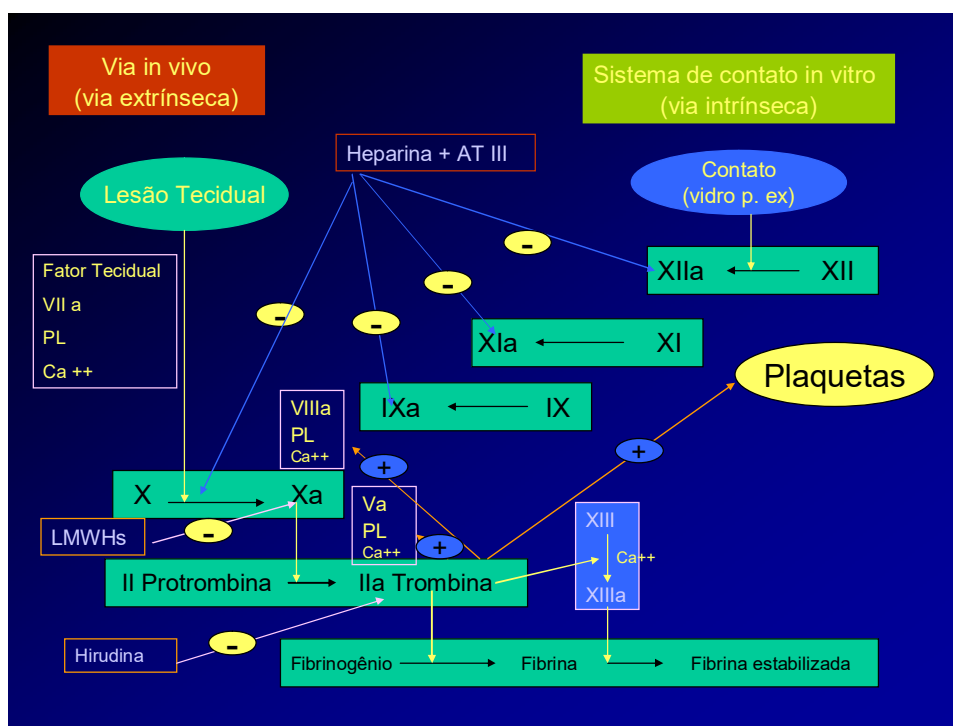 Via in vivo
(via extrínseca)
Sistema de contato in vitro
(via intrínseca)
Heparina + AT III
Lesão Tecidual
Contato
(vidro p. ex)
-
XIIa
XII
Fator Tecidual
VII a
PL
Ca ++
-
-
-
XIa
XI
Plaquetas
VIIIa
PL
Ca++
IXa
IX
+
+
X
Xa
Va
PL
Ca++
XIII
Ca++
XIIIa
LMWHs
-
+
II Protrombina
IIa Trombina
Hirudina
-
Fibrinogênio
Fibrina
Fibrina estabilizada